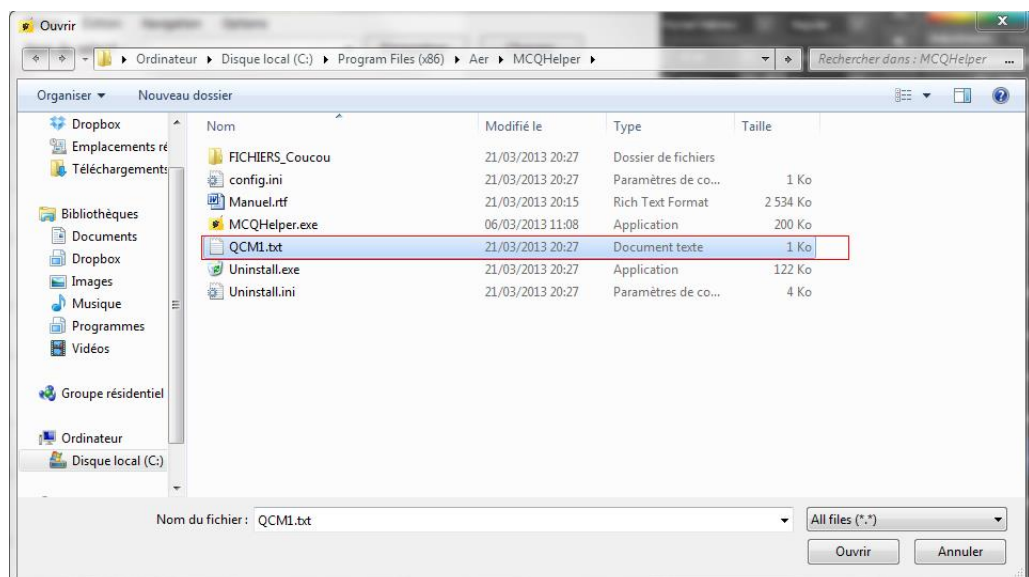 Ouvrir
Ordinateur Disque local (C:) Program Files (x86) Aer MCQHelper
Rechercher dans : MCQHelper ...
Organiser Nouveau dossier
Dropbox
Emplacements ré
Téléchargements
Bibliothèques
Documents
Dropbox
Images
Musique
Programmes
Vidéos
Groupe résidentiel
Ordinateur
Disque local (C:)
Nom Modifié le Type Taille
FICHIERS_Coucou 21/03/2013 20:27 Dossier de fichiers
config.ini 21/03/2013 20:27 Paramètres de co... 1 Ko
Manuel.rtf 21/03/2013 20:15 Rich Text Format 2 534 Ko
MCQHelper.exe 06/03/2013 11:08 Application 200 Ko
QCM1.txt 21/03/2013 20:27 Document texte 1 Ko
Uninstall.exe 21/03/2013 20:27 Application 122 Ko
Uninstall.ini 21/03/2013 20:27 Paramètres de co... 4 Ko
Nom du fichier : QCM1.txt All files (*.*)
Ouvrir Annuler